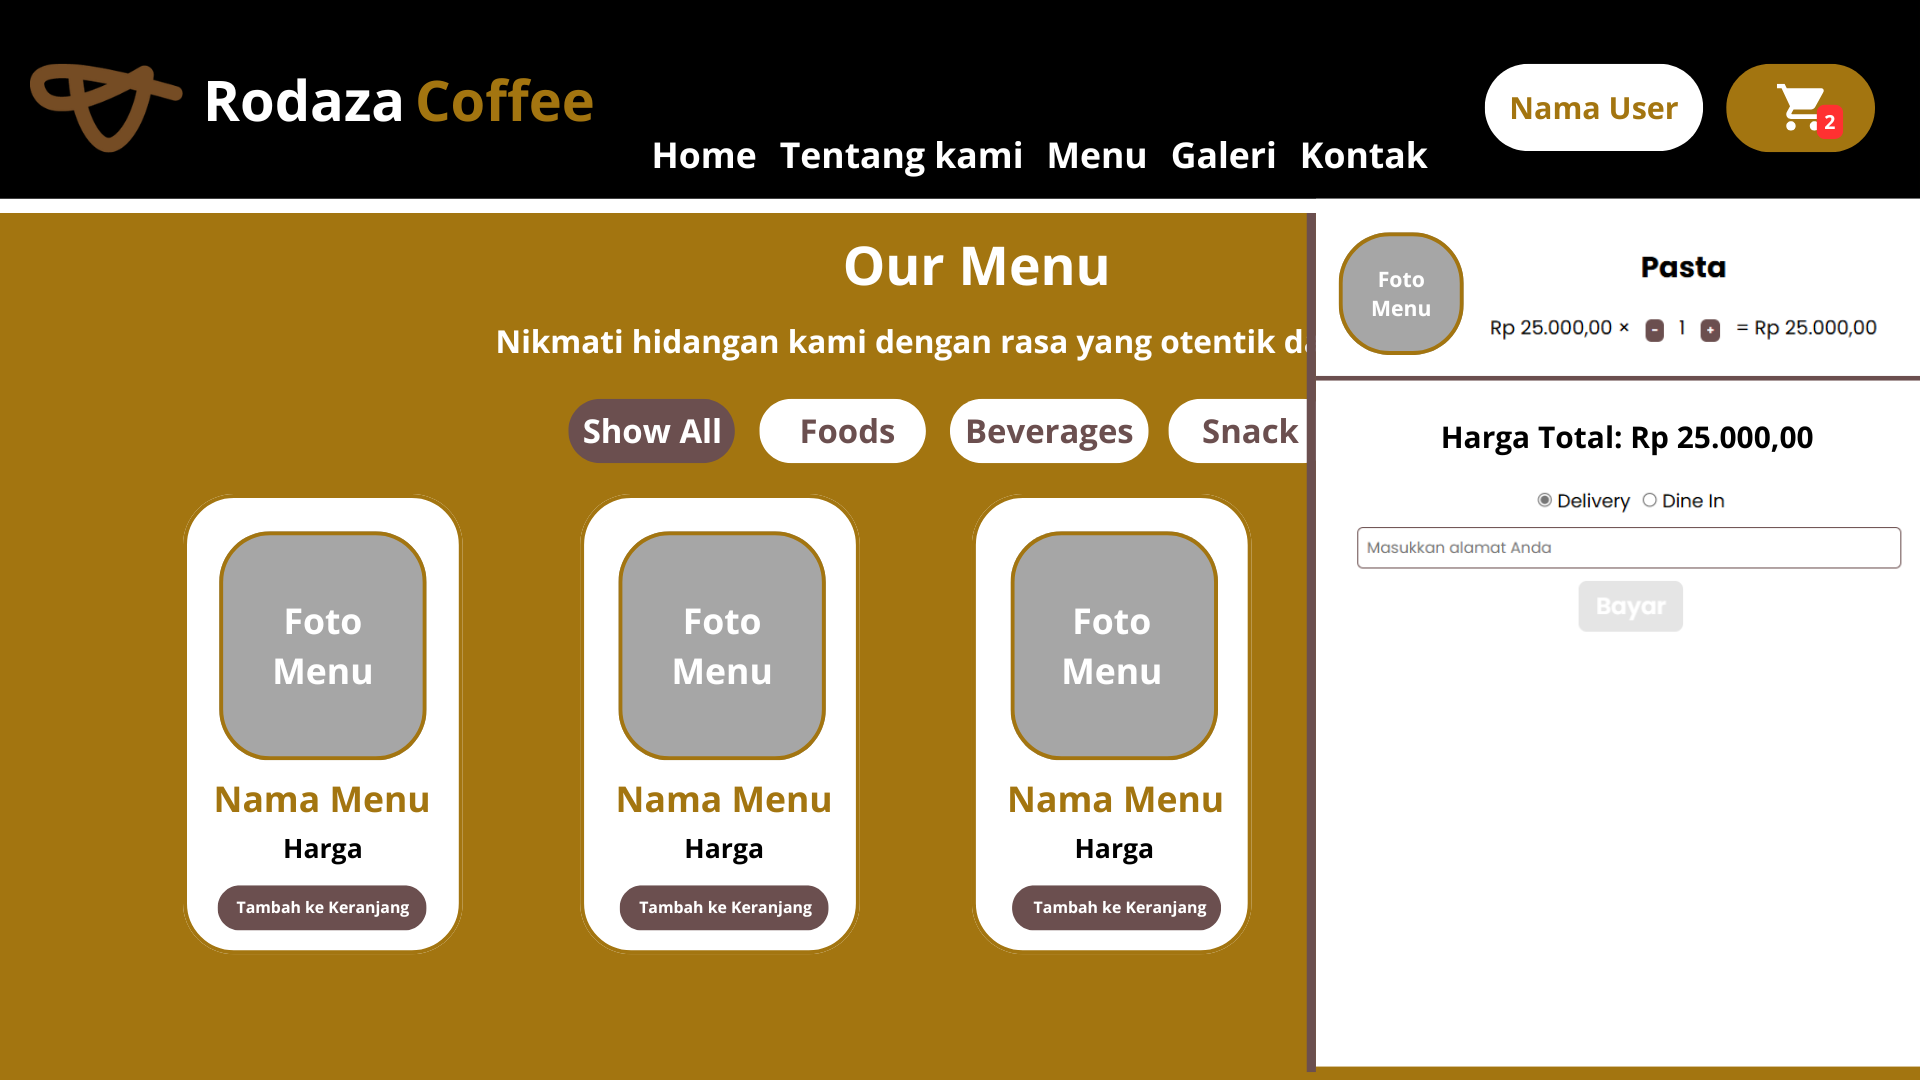 Rodaza Coffee
Home Tentang kami Menu Galeri Kontak
Nama User
2
Our Menu
Nikmati hidangan kami dengan rasa yang otentik
Show All
Foods
Beverages
Snack
Foto
Menu
Nama Menu
Harga
Tambah ke Keranjang
Foto
Menu
Nama Menu
Harga
Tambah ke Keranjang
Foto
Menu
Nama Menu
Harga
Tambah ke Keranjang
Foto
Menu
Pasta
Rp 25.000,00 × - 1 + = Rp 25.000,00
Harga Total: Rp 25.000,00
Delivery Dine In
Masukkan alamat Anda
Bayar